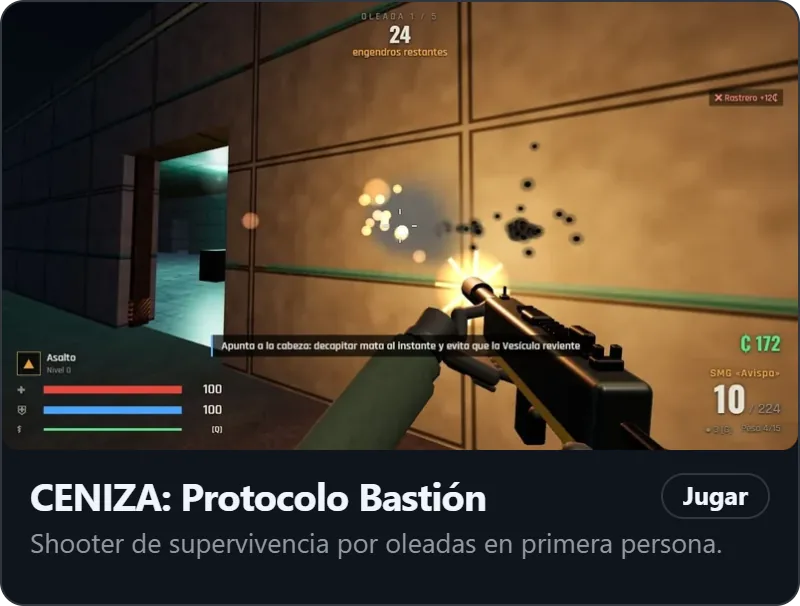 OLEADA 1 / 5
24
engendros restantes
Rastrero +12₵
Apunta a la cabeza: decapitar mata al instante y evita que la Vesícula reviente
Asalto
Nivel 0
100
100
[Q]
₵ 172
SMG «Avispa»
10 / 224
CENIZA: Protocolo Bastión
Jugar
Shooter de supervivencia por oleadas en primera persona.